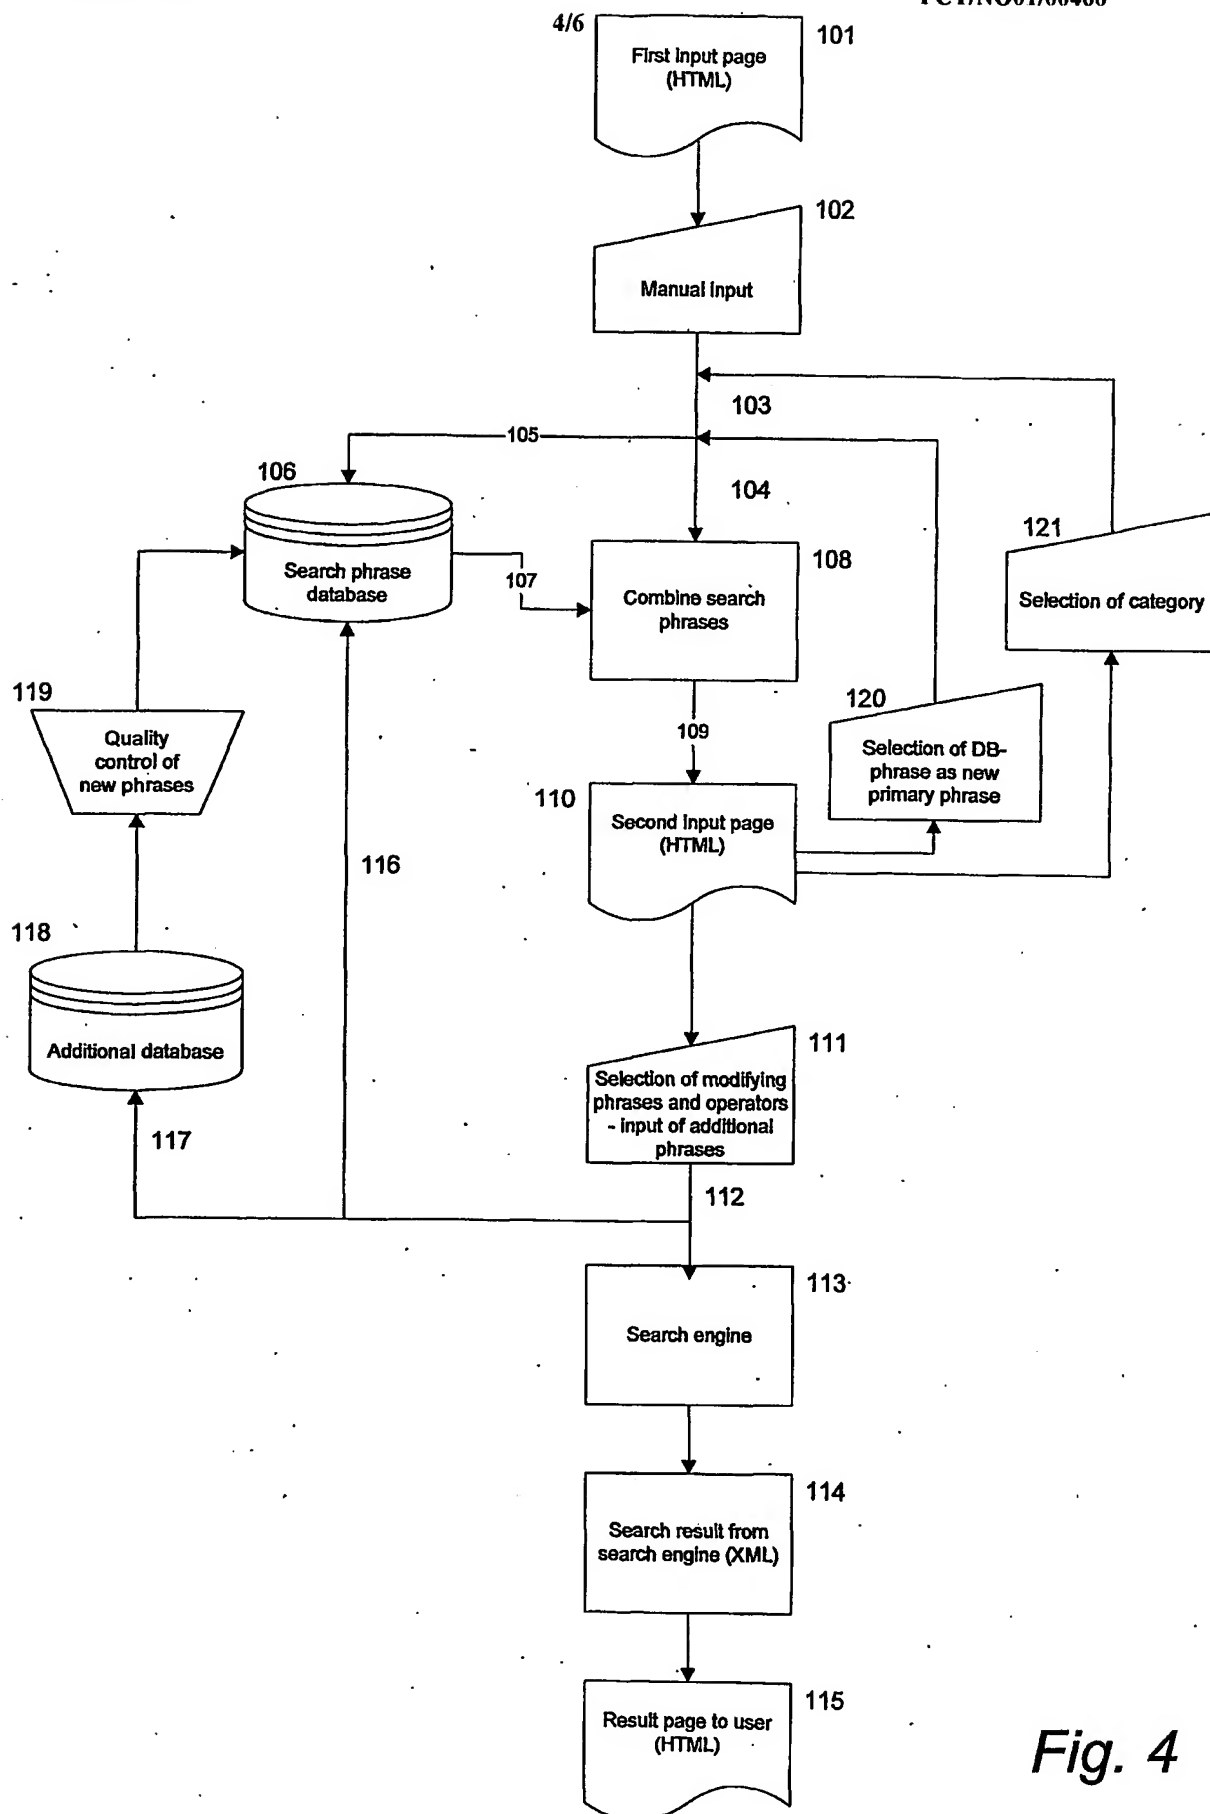 4/6
101
First input page
(HTML)
102
Manual input
103
105
106
104
121
108
Search phrase
database
107
Combine search
phrases
Selection of category
119
120
109
Quality
control of
new phrases
Selection of DB-
phrase as new
primary phrase
110
Second input page
(HTML)
116
118
111
Additional database
Selection of modifying
phrases and operators
- input of additional
phrases
117
112
113
Search engine
114
Search result from
search engine (XML)
115
Result page to user
(HTML)
Fig. 4